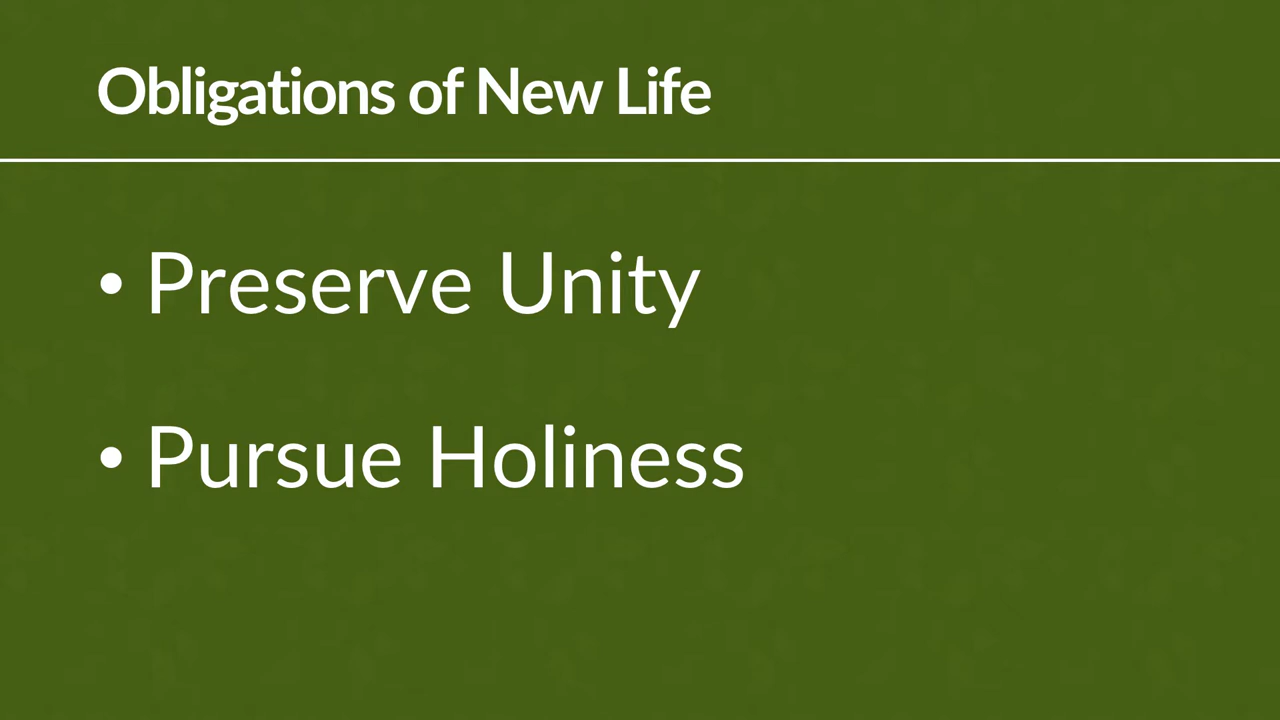 Obligations of New Life
• Preserve Unity
• Pursue Holiness